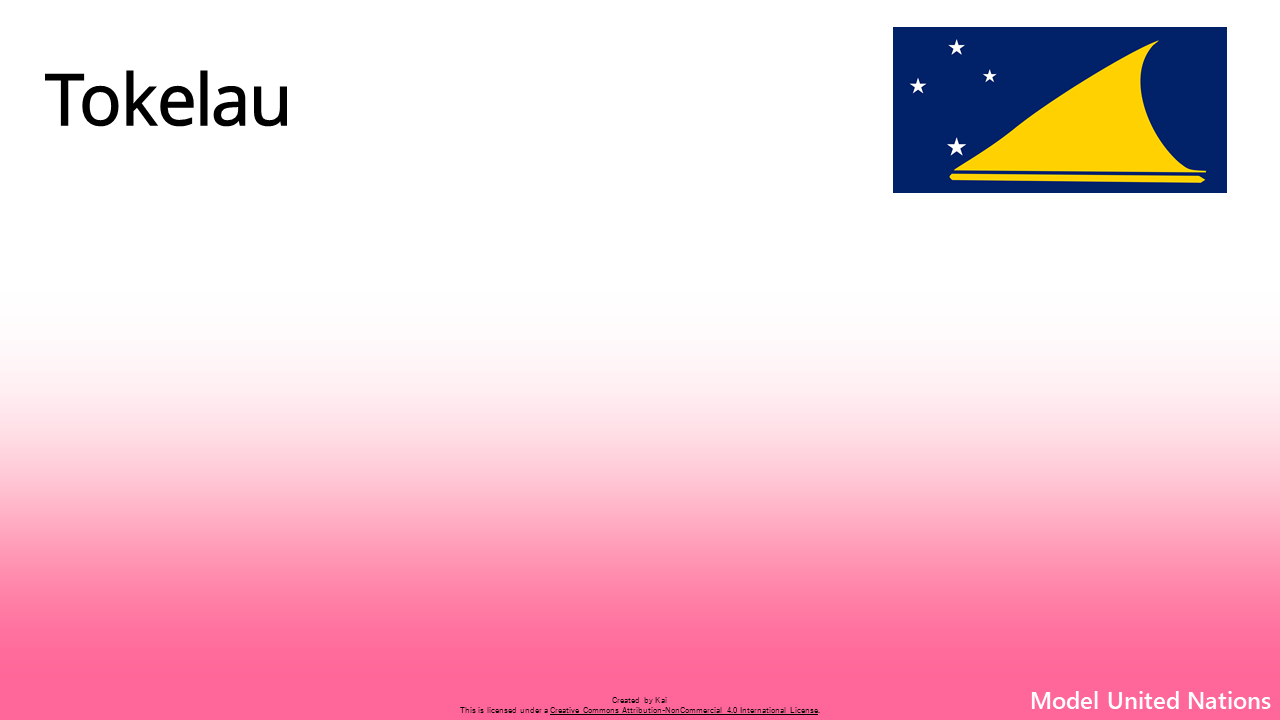 Tokelau
Created by Kai
This is licensed under a Creative Commons Attribution-NonCommercial 4.0 International License.
Model United Nations